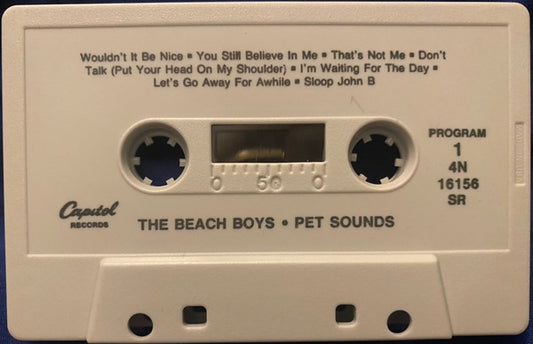 Wouldn't It Be Nice ▪ You Still Believe In Me ▪ That's Not Me ▪ Don't
Talk (Put Your Head On My Shoulder) ▪ I'm Waiting For The Day ▪
Let's Go Away For Awhile ▪ Sloop John B
PROGRAM
1
4N
16156
SR
0 50 0
Capitol
RECORDS
THE BEACH BOYS • PET SOUNDS